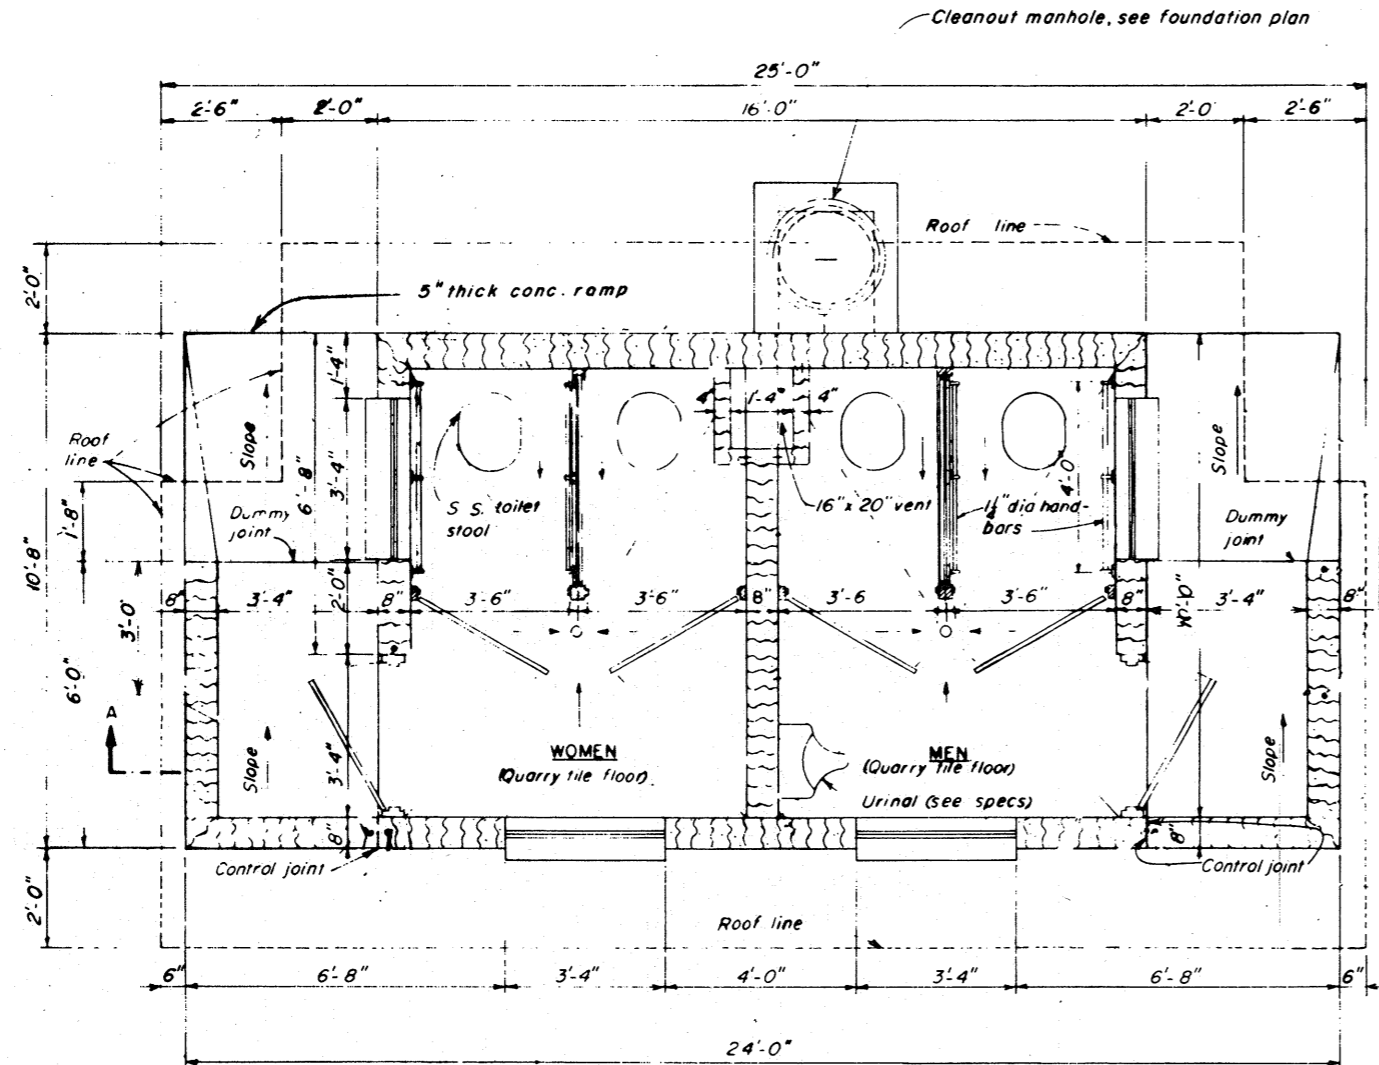 Cleanout manhole, see foundation plan
25'-0"
2'-6"
2'-0"
16'-0"
2'-0
2'-6"
Roof line
2'-0"
5" thick conc. ramp
1'-4"
4"
1'-4"
4"
Roof
line
Slope
6'-8"
3'-4"
Slope
4'-0"
1'-8"
Dummy
joint
S S. toilet
stool
16" x 20" vent
1¼" dia hand-
bars
Dummy
joint
10'-8"
8"
3'-4"
2'-0"
8"
3'-6"
3'-6"
8"
3'-6
3'-6"
8"
3'-4"
8"
3'-0
6'-0"
A
Slope
3'-4"
WOMEN
(Quarry tile floor)
MEN
(Quarry tile floor)
Urinal (see specs)
Slope
8"
8"
Control joint
Control joint
2'-0"
Roof line
6"
6'-8"
3'-4"
4'-0"
3'-4"
6'-8"
6"
24'-0"